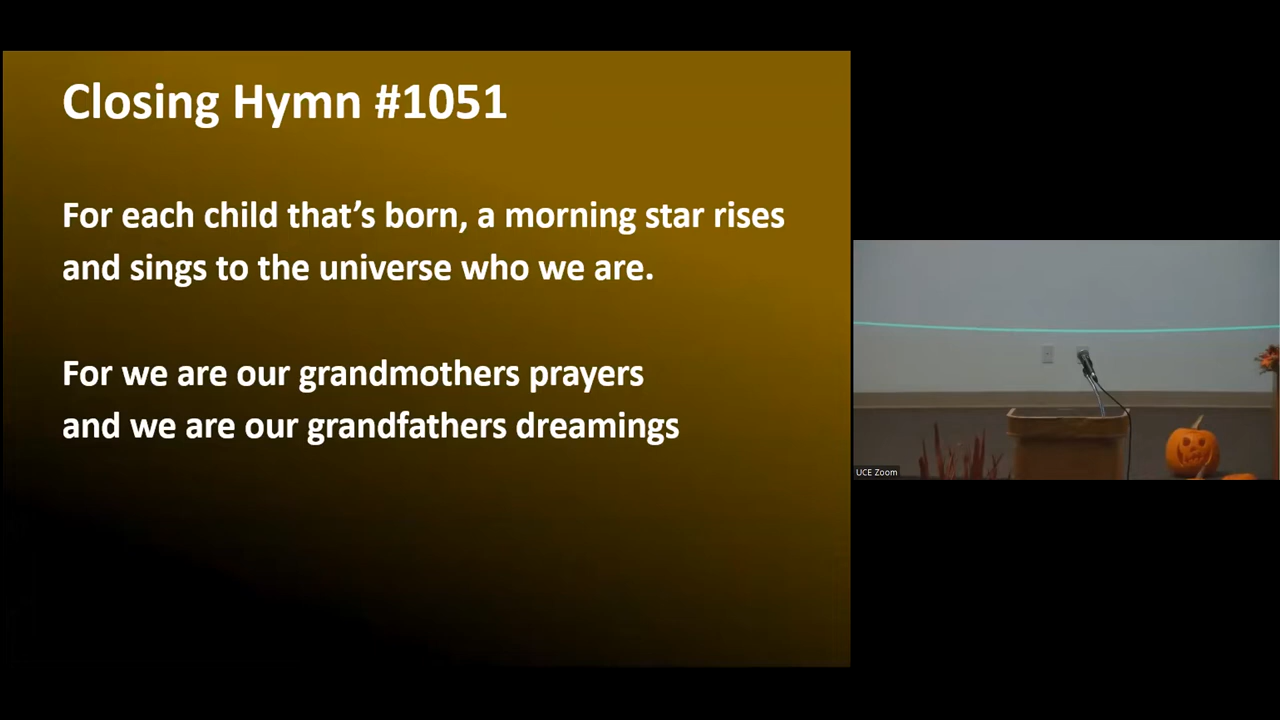 Closing Hymn #1051
For each child that’s born, a morning star rises
and sings to the universe who we are.
For we are our grandmothers prayers
and we are our grandfathers dreamings
UCE Zoom